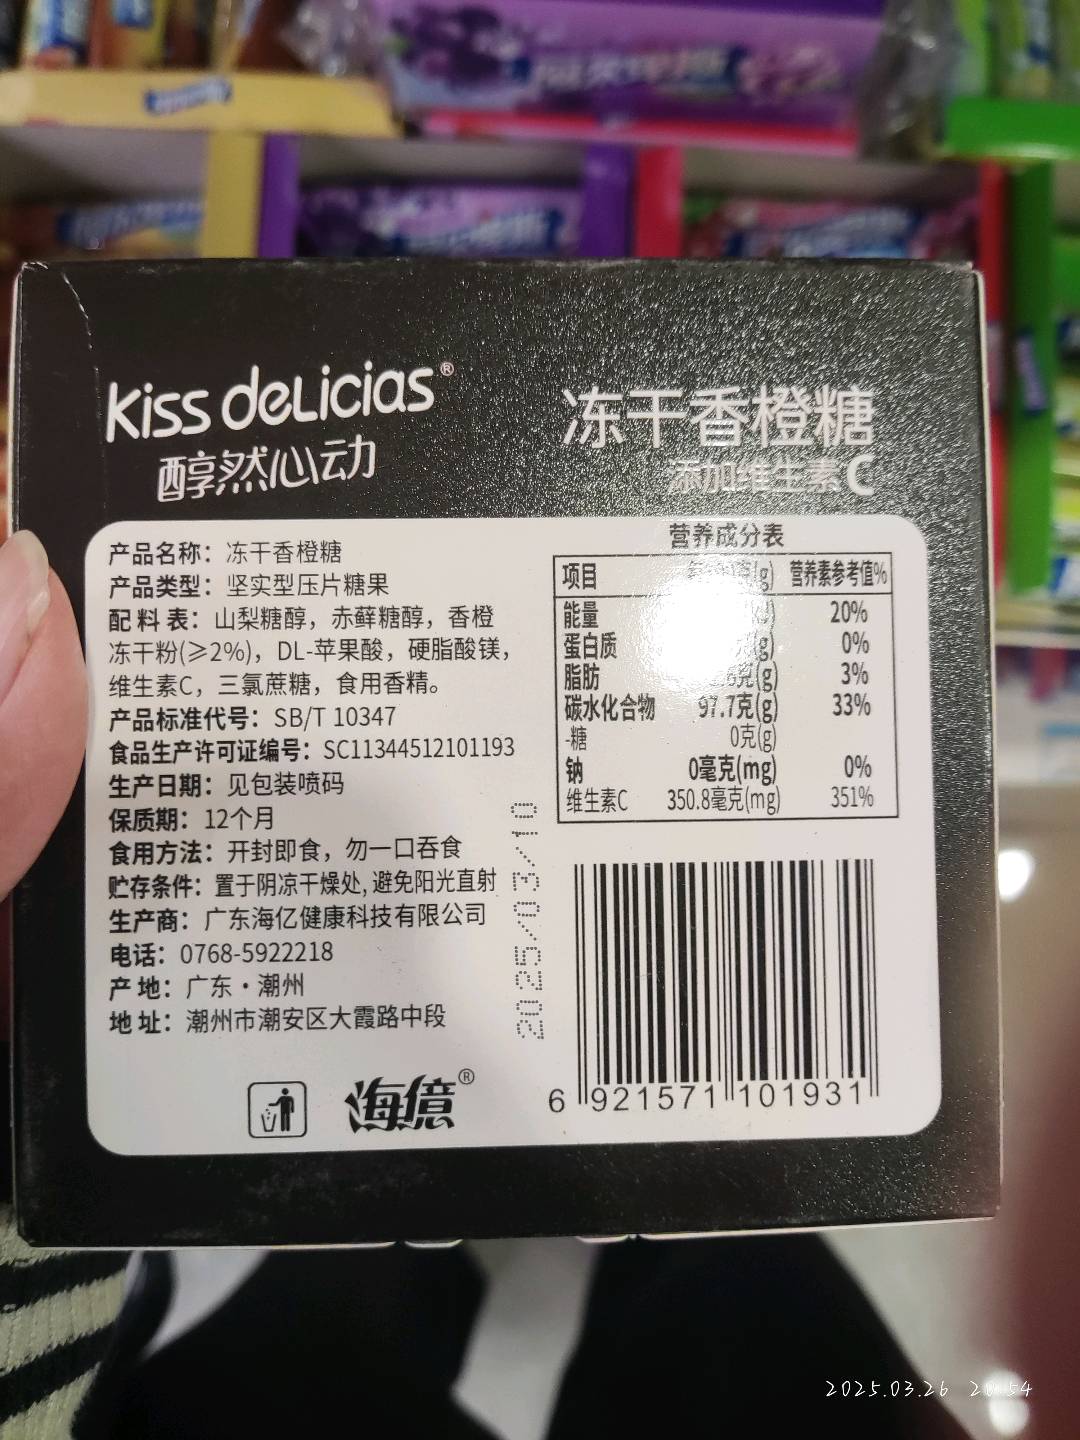 Kiss deLicias®
醇然心动
冻干香橙糖
添加维生素C
产品名称：冻干香橙糖
产品类型：坚实型压片糖果
配料表：山梨糖醇，赤藓糖醇，香橙
冻干粉(≥2%)，DL-苹果酸，硬脂酸镁，
维生素C，三氯蔗糖，食用香精。
产品标准代号：SB/T 10347
食品生产许可证编号：SC11344512101193
生产日期：见包装喷码
保质期：12个月
食用方法：开封即食，勿一口吞食
贮存条件：置于阴凉干燥处,避免阳光直射
生产商：广东海亿健康科技有限公司
电话：0768-5922218
产地：广东·潮州
地址：潮州市潮安区大霞路中段
海億®
2025/03/10
营养成分表
项目 (g) 营养素参考值%
能量 20%
蛋白质 (g) 0%
脂肪 克(g) 3%
碳水化合物 97.7克(g) 33%
-糖 0克(g)
钠 0毫克(mg) 0%
维生素C 350.8毫克(mg) 351%
6 921571 101931
2025.03.26 20:54